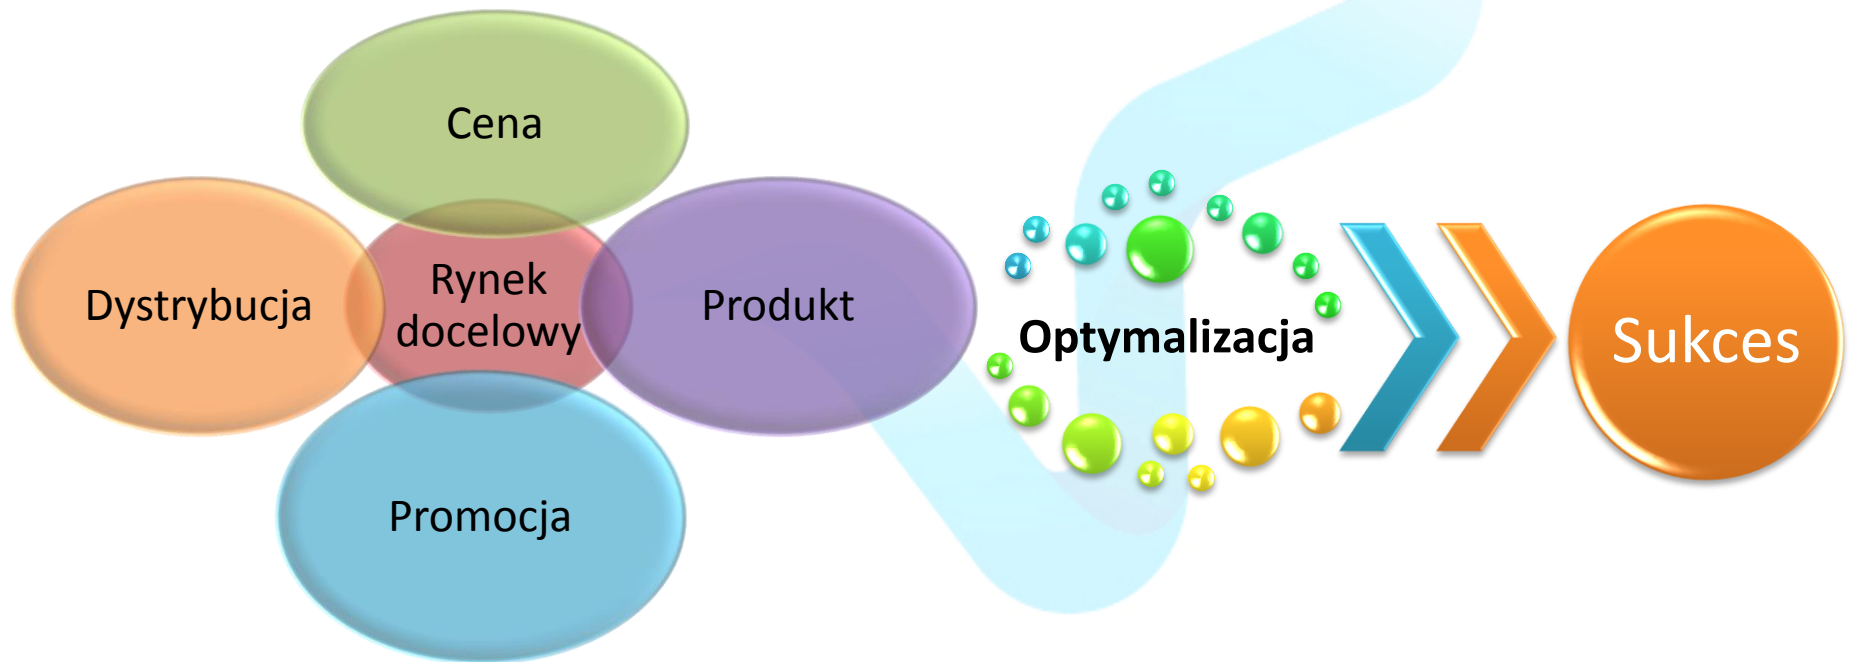 Cena
Dystrybucja
Rynek
docelowy
Produkt
Promocja
Optymalizacja
Sukces